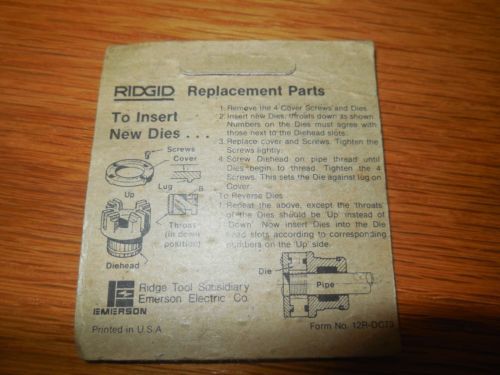 RIDGID Replacement Parts
To Insert
New Dies . . .
1. Remove the 4 Cover Screws and Dies.
2. Insert new Dies, throats down as shown.
Numbers on the Dies must agree with
those next to the Diehead slots.
3. Replace cover and Screws. Tighten the
Screws lightly.
4. Screw Diehead on pipe thread until
Dies begin to thread. Tighten the 4
Screws. This sets the Die against lug on
Cover.
To Reverse Dies
1. Repeat the above, except the 'throats'
of the Dies should be 'Up' instead of
'Down'. Now insert Dies into the Die
head slots according to corresponding
numbers on the 'Up' side.
Screws
Cover
Up
Lug
Throat
(in down
position)
Diehead
Die
Pipe
EMERSON
Ridge Tool Subsidiary
Emerson Electric Co.
Printed in U.S.A.
Form No. 12R-DC73